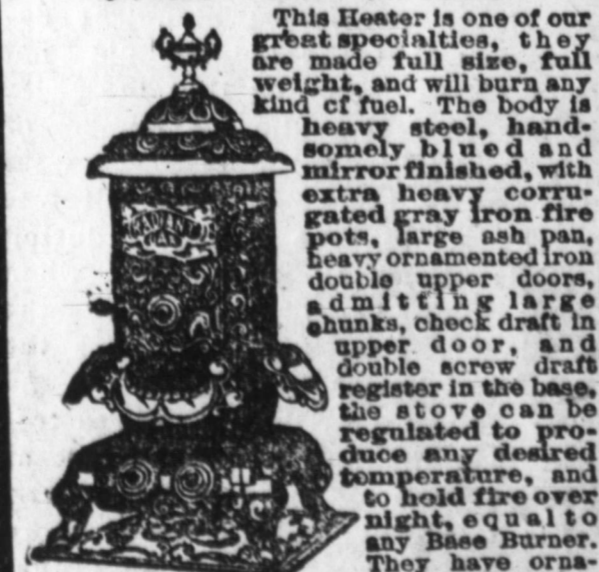 This Heater is one of our
great specialties, they
are made full size, full
weight, and will burn any
kind of fuel. The body is
heavy steel, hand-
somely blued and
mirror finished, with
extra heavy corru-
gated gray iron fire
pots, large ash pan,
heavy ornamented iron
double upper doors,
admitting large
chunks, check draft in
upper door, and
double screw draft
register in the base,
the stove can be
regulated to pro-
duce any desired
temperature, and
to hold fire over
night, equal to
any Base Burner.
They have orna-